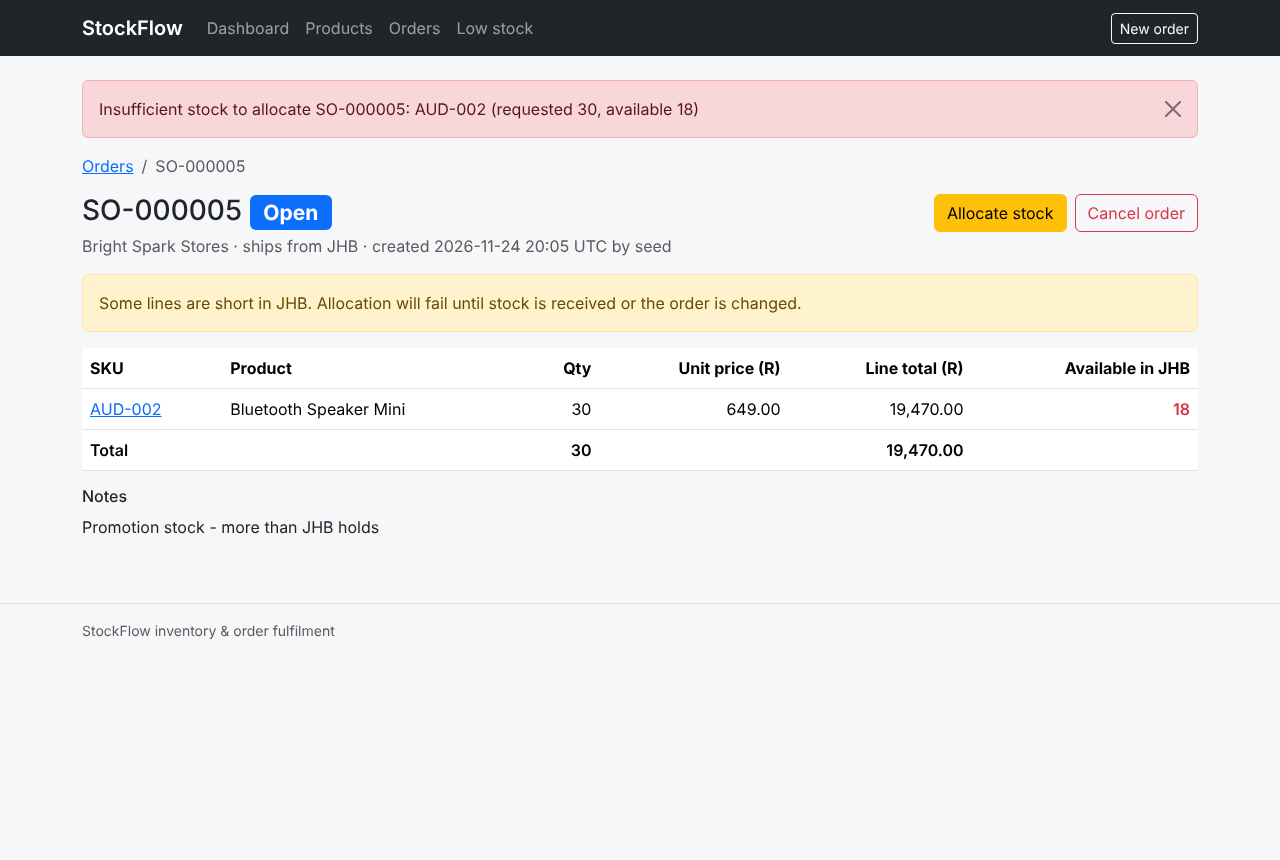 StockFlow Dashboard Products Orders Low stock New order
Insufficient stock to allocate SO-000005: AUD-002 (requested 30, available 18)
Orders / SO-000005
SO-000005 Open Allocate stock Cancel order
Bright Spark Stores · ships from JHB · created 2026-11-24 20:05 UTC by seed
Some lines are short in JHB. Allocation will fail until stock is received or the order is changed.
SKU Product Qty Unit price (R) Line total (R) Available in JHB
AUD-002 Bluetooth Speaker Mini 30 649.00 19,470.00 18
Total 30 19,470.00
Notes
Promotion stock - more than JHB holds
StockFlow inventory & order fulfilment